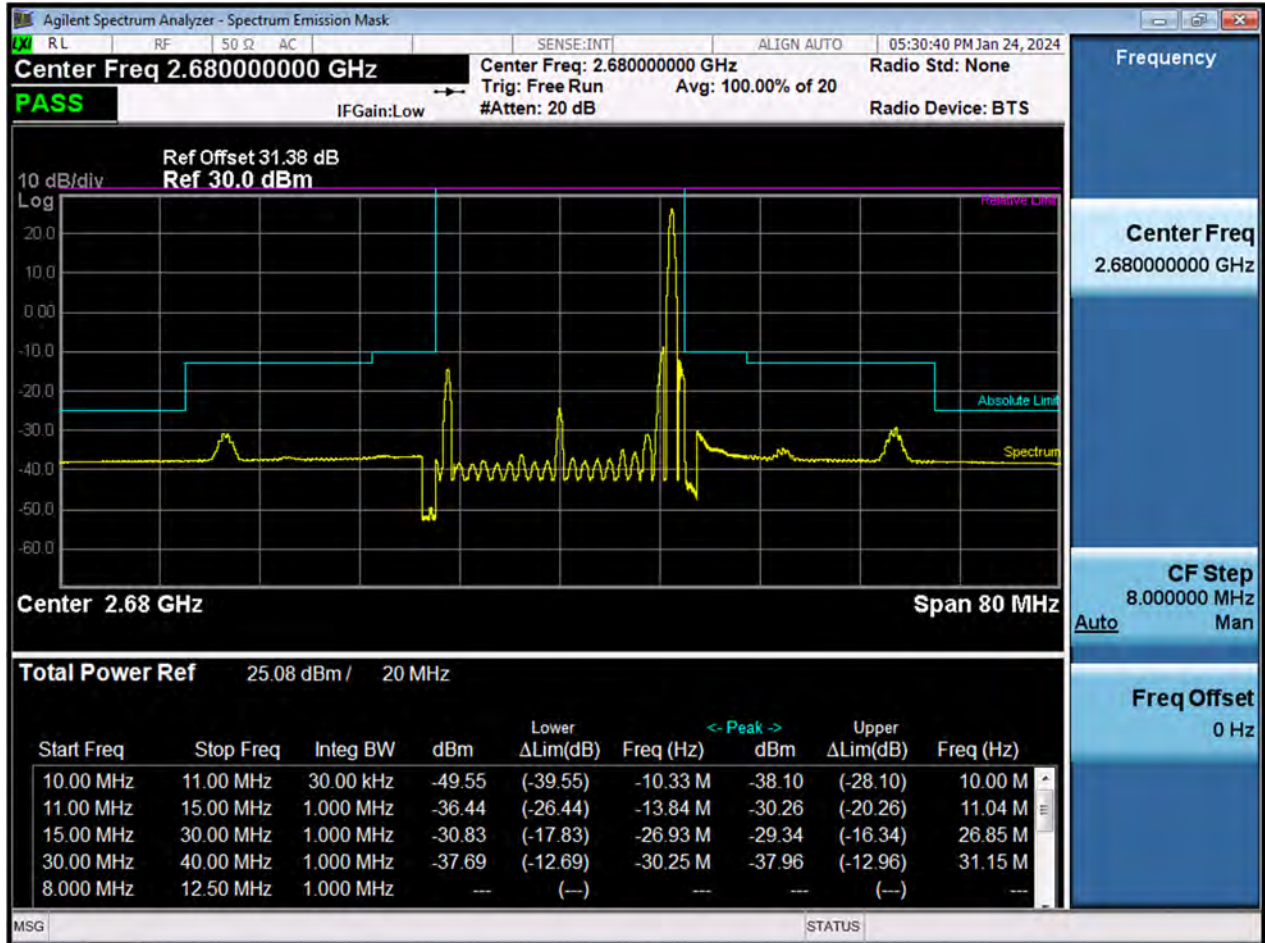 Agilent Spectrum Analyzer - Spectrum Emission Mask
LXI RL RF 50 Ω AC SENSE:INT ALIGN AUTO 05:30:40 PM Jan 24, 2024
Center Freq 2.680000000 GHz
Center Freq: 2.680000000 GHz Radio Std: None
Trig: Free Run Avg: 100.00% of 20
PASS
IFGain:Low #Atten: 20 dB Radio Device: BTS
Ref Offset 31.38 dB
10 dB/div Ref 30.0 dBm
Log
Relative Limit
20.0
10.0
0.00
-10.0
-20.0
Absolute Limit
-30.0
Spectrum
-40.0
-50.0
-60.0
Center 2.68 GHz Span 80 MHz
Total Power Ref 25.08 dBm / 20 MHz
Lower <- Peak -> Upper
Start Freq Stop Freq Integ BW dBm ΔLim(dB) Freq (Hz) dBm ΔLim(dB) Freq (Hz)
10.00 MHz 11.00 MHz 30.00 kHz -49.55 (-39.55) -10.33 M -38.10 (-28.10) 10.00 M
11.00 MHz 15.00 MHz 1.000 MHz -36.44 (-26.44) -13.84 M -30.26 (-20.26) 11.04 M
15.00 MHz 30.00 MHz 1.000 MHz -30.83 (-17.83) -26.93 M -29.34 (-16.34) 26.85 M
30.00 MHz 40.00 MHz 1.000 MHz -37.69 (-12.69) -30.25 M -37.96 (-12.96) 31.15 M
8.000 MHz 12.50 MHz 1.000 MHz --- (---) --- --- (---) ---
MSG STATUS
Frequency
Center Freq
2.680000000 GHz
CF Step
8.000000 MHz
Auto Man
Freq Offset
0 Hz